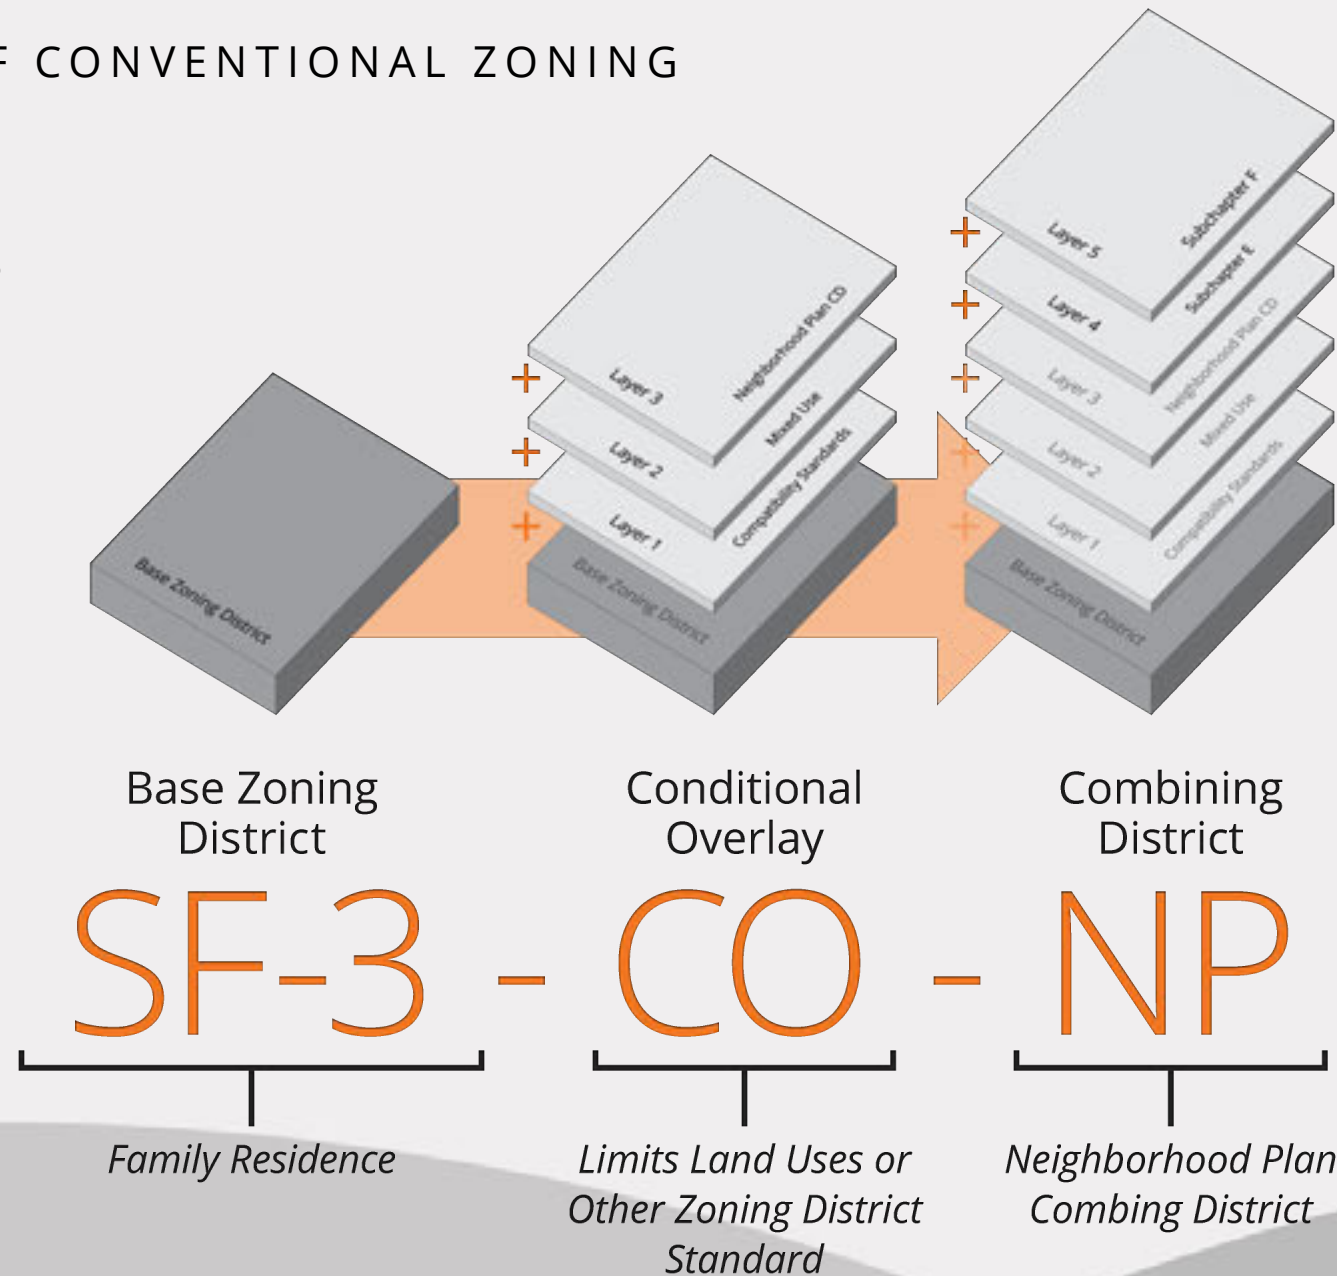 F CONVENTIONAL ZONING
Base Zoning District
Layer 3
Neighborhood Plan CD
Layer 2
Mixed Use
Layer 1
Compatibility Standards
Base Zoning District
Layer 5
Subchapter F
Layer 4
Subchapter E
Layer 3
Neighborhood Plan CD
Layer 2
Mixed Use
Layer 1
Compatibility Standards
Base Zoning District
Base Zoning
District
Conditional
Overlay
Combining
District
SF-3 - CO - NP
Family Residence
Limits Land Uses or
Other Zoning District
Standard
Neighborhood Plan
Combing District